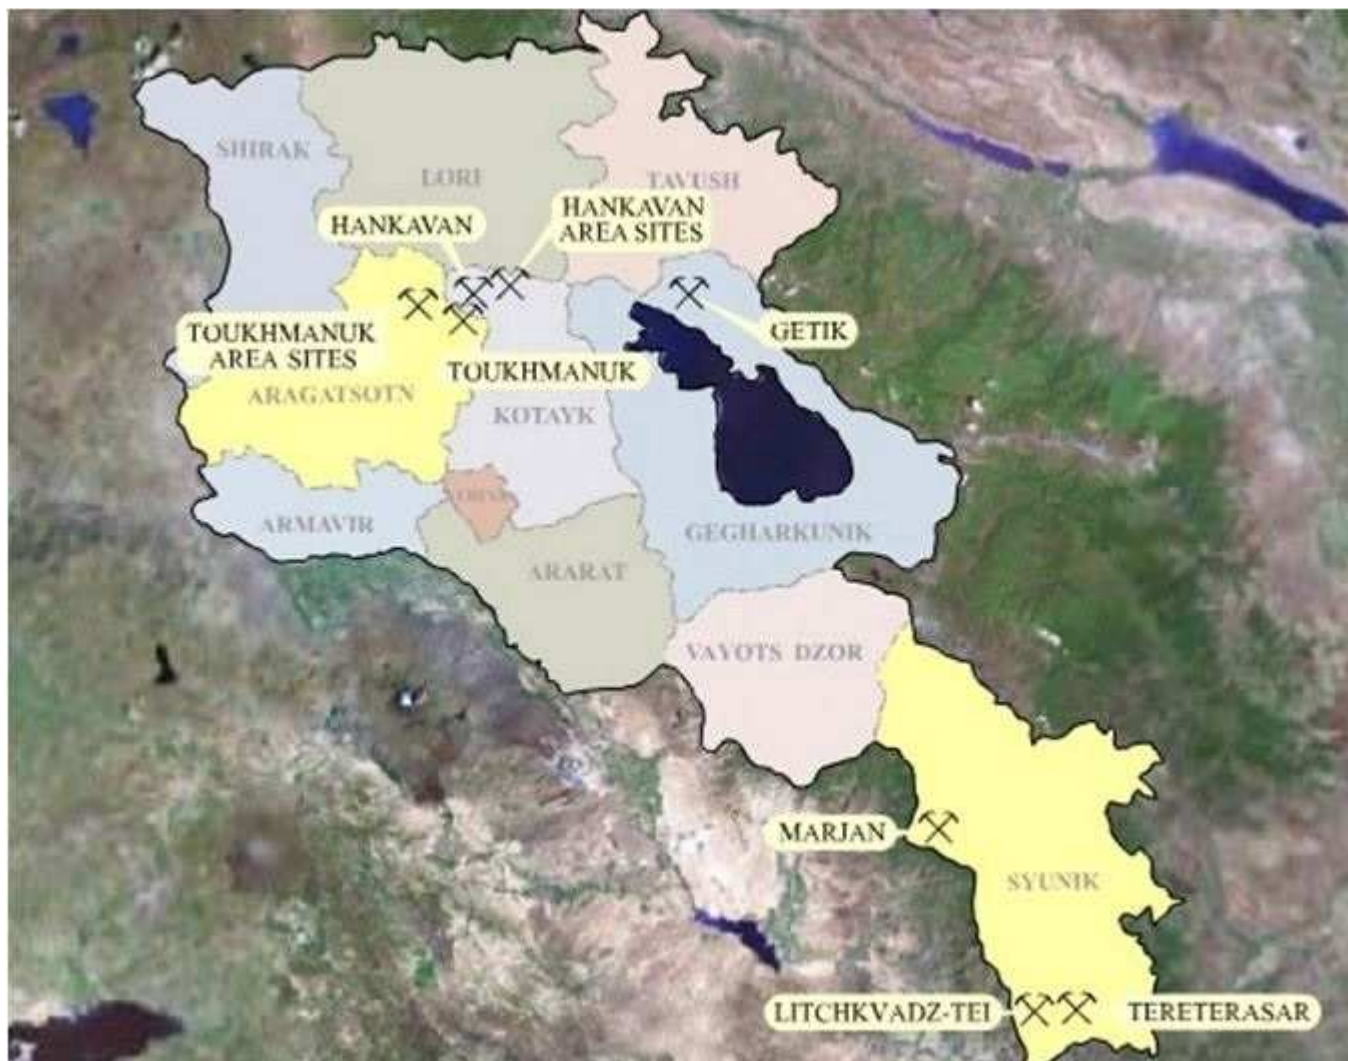 SHIRAK
LORI
TAVUSH
HANKAVAN
HANKAVAN
AREA SITES
TOUKHMANUK
AREA SITES
GETIK
TOUKHMANUK
ARAGATSOTN
KOTAYK
ARMAVIR
GEGHARKUNIK
ARARAT
VAYOTS DZOR
MARJAN
SYUNIK
LITCHKVADZ-TEI
TERETERASAR